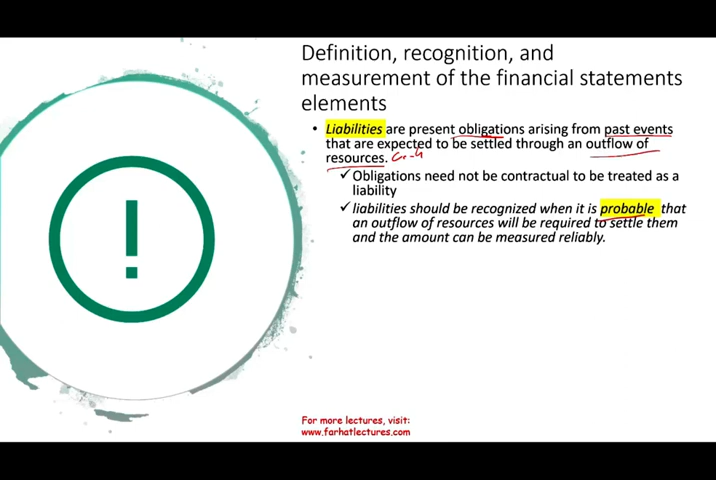 Definition, recognition, and
measurement of the financial statements
elements
• Liabilities are present obligations arising from past events
that are expected to be settled through an outflow of
resources.
✓Obligations need not be contractual to be treated as a
liability
✓liabilities should be recognized when it is probable that
an outflow of resources will be required to settle them
and the amount can be measured reliably.
For more lectures, visit:
www.farhatlectures.com